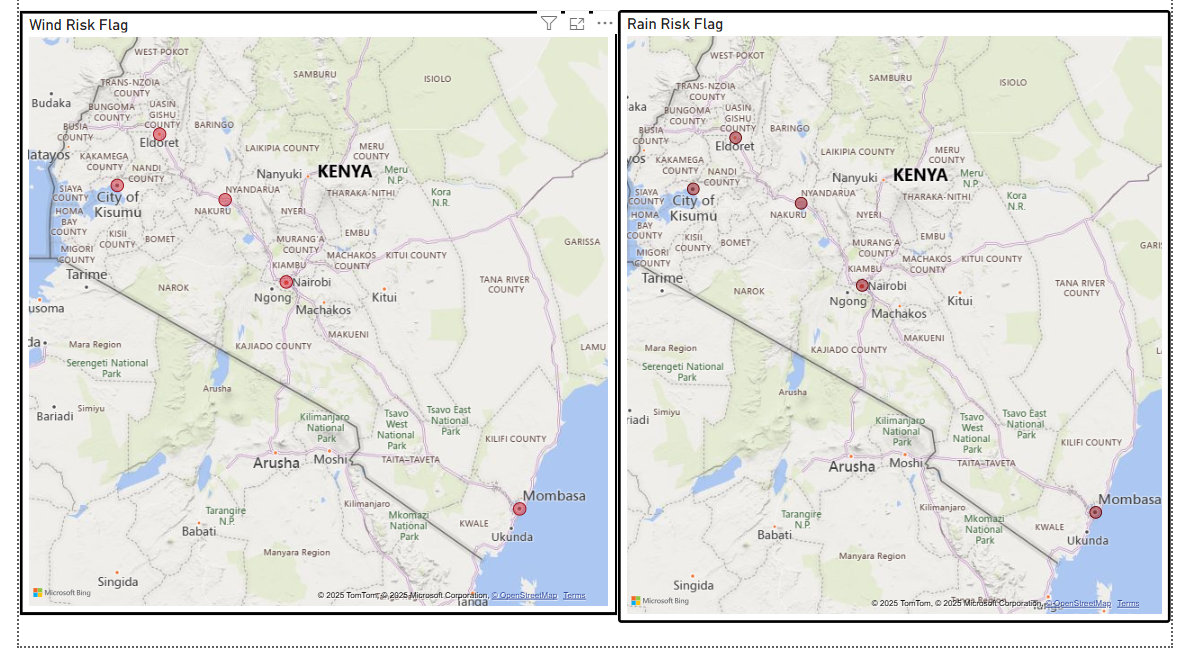 Wind Risk Flag
WEST POKOT
SAMBURU
ISIOLO
TRANS-NZOIA
COUNTY
Budaka
BUNGOMA
COUNTY
UASIN
GISHU
COUNTY
BUSIA
COUNTY
BARINGO
Eldoret
latayos
KAKAMEGA
COUNTY
NANDI
COUNTY
LAIKIPIA COUNTY
MERU
COUNTY
Nanyuki
KENYA
Meru
N.P.
SIAYA
COUNTY
City of
Kisumu
NYANDARUA
THARAKA-NITHI
Kora
N.R.
HOMA
BAY
COUNTY
NAKURU
NYERI
KISII
COUNTY
BOMET
EMBU
MURANG'A
COUNTY
GARISSA
MIGORI
COUNTY
MACHAKOS
COUNTY
KITUI COUNTY
KIAMBU
Tarime
NAROK
Nairobi
TANA RIVER
COUNTY
Ngong
Kitui
usoma
Machakos
MAKUENI
da
Mara Region
KAJIADO COUNTY
LAMU
Serengeti National
Park
Arusha
Simiyu
Bariadi
Kilimanjaro
National
Park
Tsavo
West
National
Park
Tsavo East
National
Park
KILIFI COUNTY
Arusha
Moshi
TAITA–TAVETA
Mombasa
Kilimanjaro
Tarangire
N.P.
Mkomazi
National
Park
KWALE
Babati
Ukunda
Manyara Region
Singida
Microsoft Bing
© 2025 TomTom, © 2025 Microsoft Corporation, © OpenStreetMap Terms
Tanga
Rain Risk Flag
WEST POKOT
SAMBURU
ISIOLO
TRANS-NZOIA
COUNTY
aka
BUNGOMA
COUNTY
UASIN
GISHU
COUNTY
BUSIA
COUNTY
BARINGO
Eldoret
yos
KAKAMEGA
COUNTY
NANDI
COUNTY
LAIKIPIA COUNTY
MERU
COUNTY
Nanyuki
KENYA
Meru
N.P.
SIAYA
COUNTY
City of
Kisumu
NYANDARUA
THARAKA-NITHI
Kora
N.R.
HOMA
BAY
COUNTY
NAKURU
NYERI
KISII
COUNTY
BOMET
EMBU
MURANG'A
COUNTY
GARI
MIGORI
COUNTY
MACHAKOS
COUNTY
KITUI COUNTY
KIAMBU
Tarime
NAROK
Nairobi
TANA RIVER
COUNTY
Ngong
Kitui
Machakos
MAKUENI
Mara Region
KAJIADO COUNTY
L
Serengeti National
Park
Arusha
Simiyu
riadi
Kilimanjaro
National
Park
Tsavo
West
National
Park
Tsavo East
National
Park
KILIFI COUNTY
Arusha
Moshi
TAITA–TAVETA
Mombasa
Kilimanjaro
Tarangire
N.P.
Mkomazi
National
Park
KWALE
Babati
Ukunda
Manyara Region
Singida
Microsoft Bing
Tanga Region
© 2025 TomTom, © 2025 Microsoft Corporation, © OpenStreetMap Terms